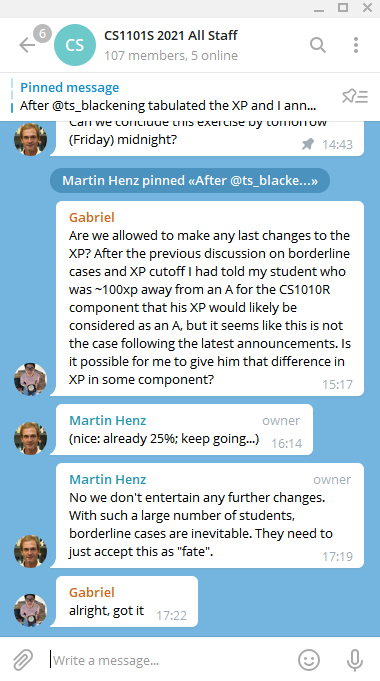 6
CS
CS1101S 2021 All Staff
107 members, 5 online
Pinned message
After @ts_blackening tabulated the XP and I ann...
Can we conclude this exercise by tomorrow
(Friday) midnight?
14:43
Martin Henz pinned «After @ts_blacke...»
Gabriel
Are we allowed to make any last changes to the
XP? After the previous discussion on borderline
cases and XP cutoff I had told my student who
was ~100xp away from an A for the CS1010R
component that his XP would likely be
considered as an A, but it seems like this is not
the case following the latest announcements. Is
it possible for me to give him that difference in
XP in some component?
15:17
Martin Henz owner
(nice: already 25%; keep going...)
16:14
Martin Henz owner
No we don't entertain any further changes.
With such a large number of students,
borderline cases are inevitable. They need to
just accept this as "fate".
17:19
Gabriel
alright, got it
17:22
Write a message...